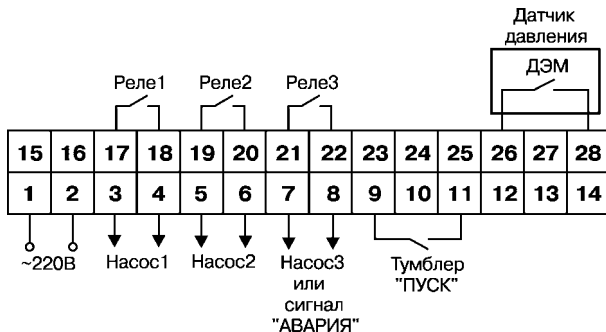 Датчик
давления
ДЭМ
Реле1 Реле2 Реле3
15 16 17 18 19 20 21 22 23 24 25 26 27 28
1 2 3 4 5 6 7 8 9 10 11 12 13 14
~220В Насос1 Насос2 Насос3
или
сигнал
"АВАРИЯ"
Тумблер
"ПУСК"